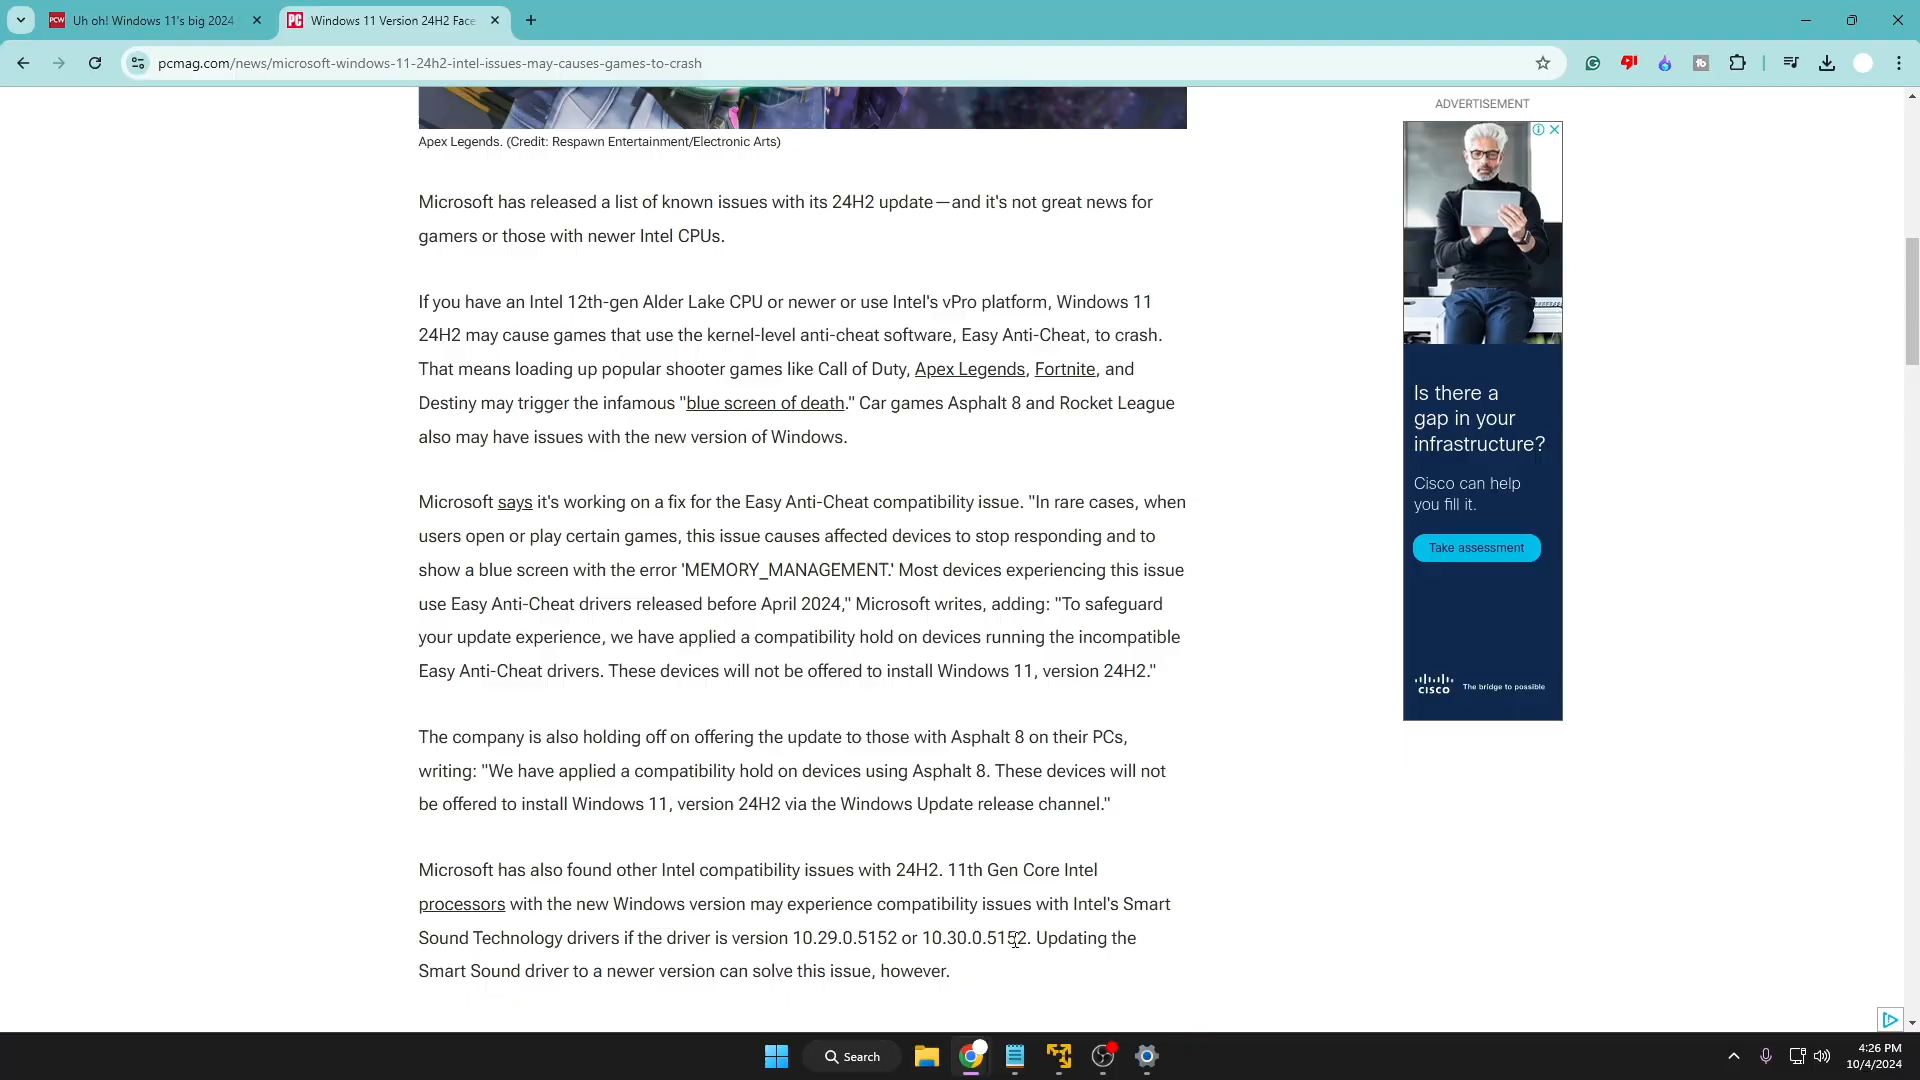 PCW Uh oh! Windows 11's big 2024
PC Windows 11 Version 24H2 Face
pcmag.com/news/microsoft-windows-11-24h2-intel-issues-may-causes-games-to-crash
Apex Legends. (Credit: Respawn Entertainment/Electronic Arts)
Microsoft has released a list of known issues with its 24H2 update—and it's not great news for
gamers or those with newer Intel CPUs.
If you have an Intel 12th-gen Alder Lake CPU or newer or use Intel's vPro platform, Windows 11
24H2 may cause games that use the kernel-level anti-cheat software, Easy Anti-Cheat, to crash.
That means loading up popular shooter games like Call of Duty, Apex Legends, Fortnite, and
Destiny may trigger the infamous "blue screen of death." Car games Asphalt 8 and Rocket League
also may have issues with the new version of Windows.
Microsoft says it's working on a fix for the Easy Anti-Cheat compatibility issue. "In rare cases, when
users open or play certain games, this issue causes affected devices to stop responding and to
show a blue screen with the error 'MEMORY_MANAGEMENT.' Most devices experiencing this issue
use Easy Anti-Cheat drivers released before April 2024," Microsoft writes, adding: "To safeguard
your update experience, we have applied a compatibility hold on devices running the incompatible
Easy Anti-Cheat drivers. These devices will not be offered to install Windows 11, version 24H2."
The company is also holding off on offering the update to those with Asphalt 8 on their PCs,
writing: "We have applied a compatibility hold on devices using Asphalt 8. These devices will not
be offered to install Windows 11, version 24H2 via the Windows Update release channel."
Microsoft has also found other Intel compatibility issues with 24H2. 11th Gen Core Intel
processors with the new Windows version may experience compatibility issues with Intel's Smart
Sound Technology drivers if the driver is version 10.29.0.5152 or 10.30.0.5152. Updating the
Smart Sound driver to a newer version can solve this issue, however.
ADVERTISEMENT
Is there a
gap in your
infrastructure?
Cisco can help
you fill it.
Take assessment
CISCO The bridge to possible
Search
4:26 PM
10/4/2024